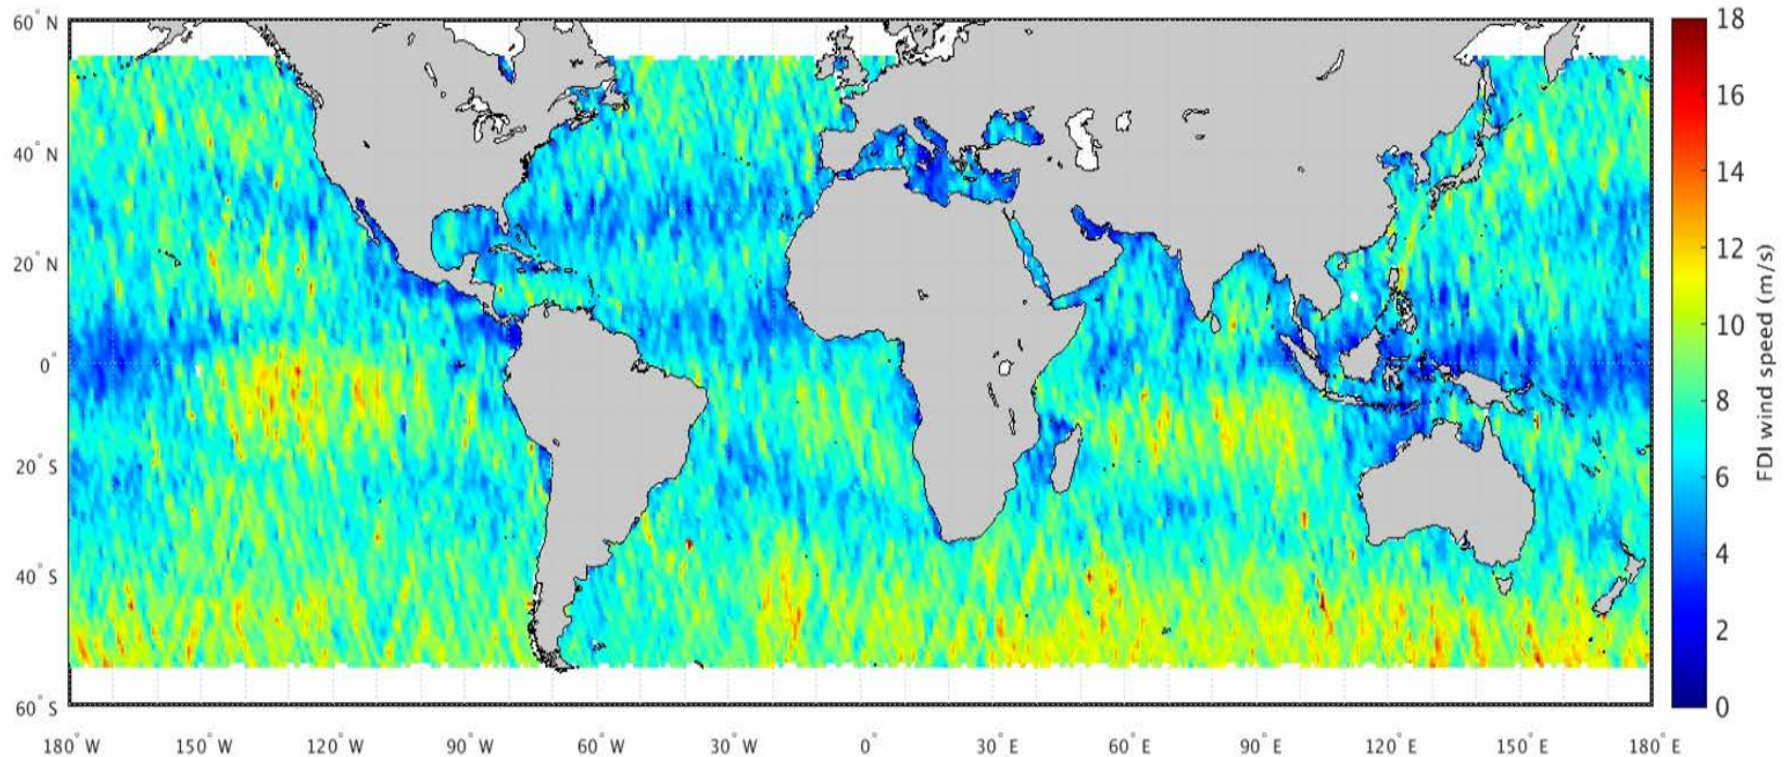 60° N
40° N
20° N
0°
20° S
40° S
60° S
180° W
150° W
120° W
90° W
60° W
30° W
0°
30° E
60° E
90° E
120° E
150° E
180° E
18
16
14
12
10
8
6
4
2
0
FDI wind speed (m/s)